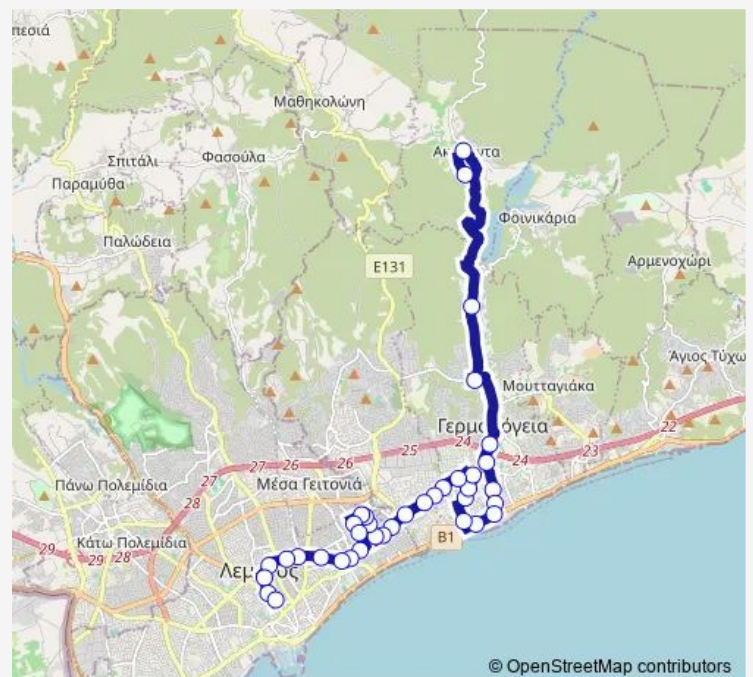 πεσιά
Μαθηκολώνη
Σπιτάλι
Φασούλα
Παραμύθα
Φοινικάρια
Παλώδεια
E131
Αρμενοχώρι
Άγιος Τύχω
Μουτταγιάκα
22
24
23
25
24
27
26
26
27
Μέσα Γειτονιά
Πάνω Πολεμίδια
28
29
Κάτω Πολεμίδια
B1
29
28
© OpenStreetMap contributors